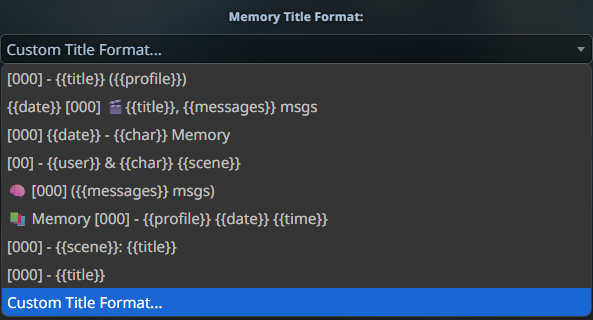 Memory Title Format:
Custom Title Format...
[000] - {{title}} ({{profile}})
{{date}} [000] 🎬{{title}}, {{messages}} msgs
[000] {{date}} - {{char}} Memory
[00] - {{user}} & {{char}} {{scene}}
🧠 [000] ({{messages}} msgs)
📚 Memory [000] - {{profile}} {{date}} {{time}}
[000] - {{scene}}: {{title}}
[000] - {{title}}
Custom Title Format...